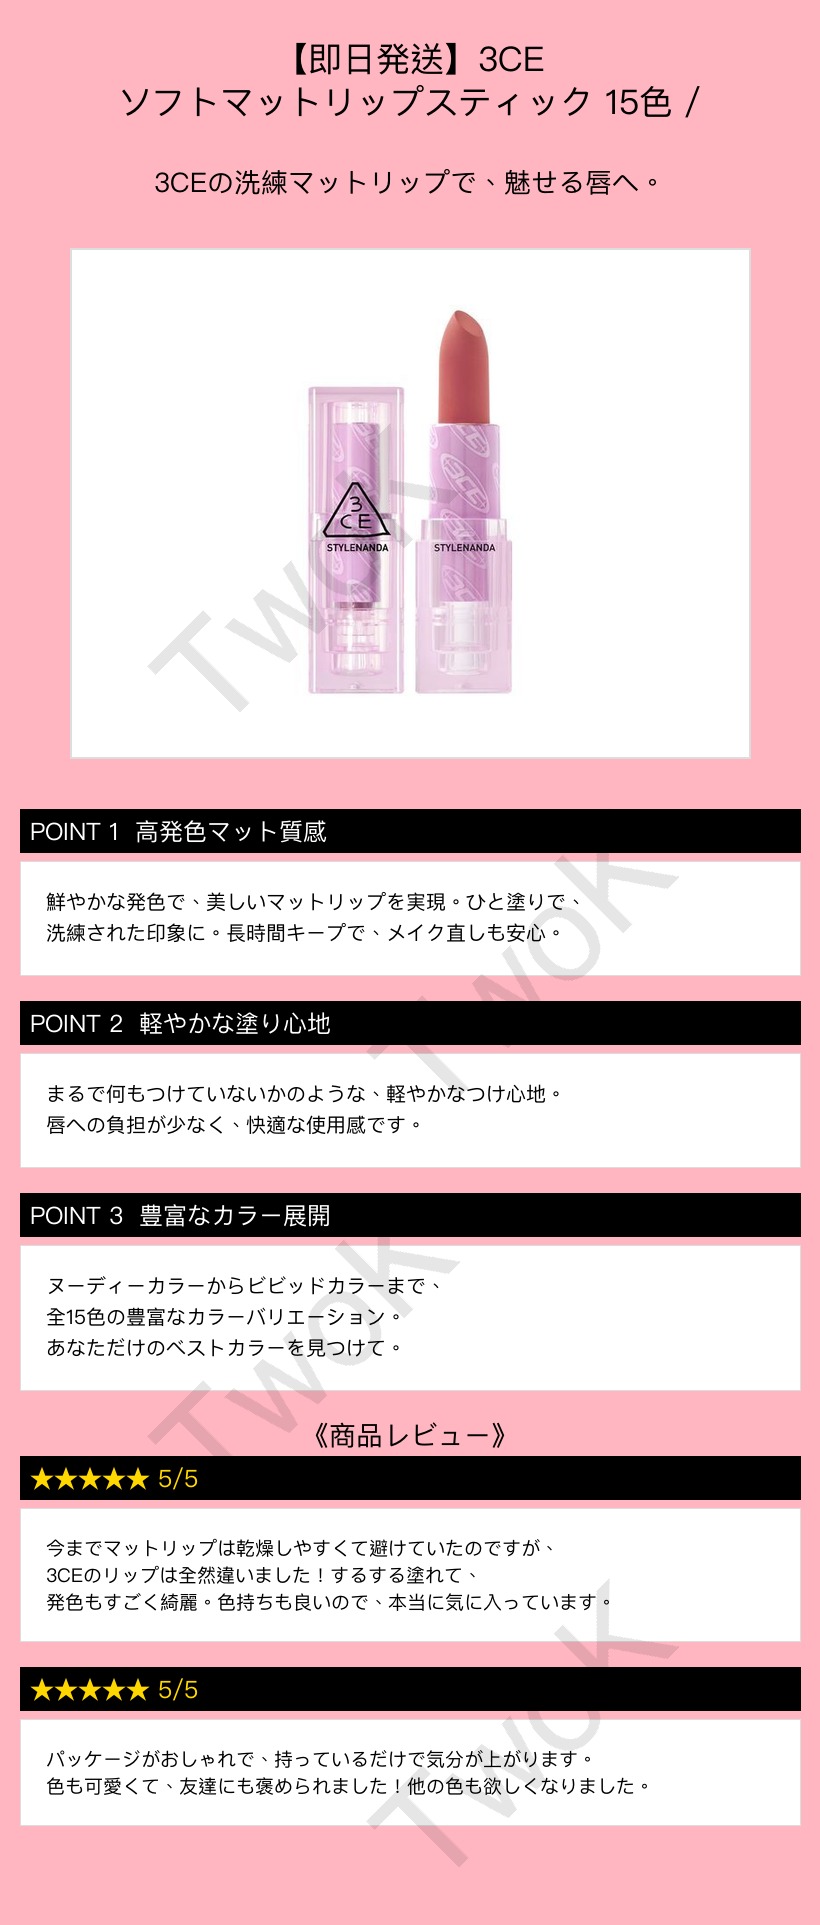 【即日発送】3CE
ソフトマットリップスティック 15色 /
3CEの洗練マットリップで、魅せる唇へ。
3
CE
STYLENANDA
STYLENANDA
3CE
3CE
3CE
TwoK
POINT 1 高発色マット質感
鮮やかな発色で、美しいマットリップを実現。ひと塗りで、
洗練された印象に。長時間キープで、メイク直しも安心。
TwoK
POINT 2 軽やかな塗り心地
まるで何もつけていないかのような、軽やかなつけ心地。
唇への負担が少なく、快適な使用感です。
POINT 3 豊富なカラー展開
ヌーディーカラーからビビッドカラーまで、
全15色の豊富なカラーバリエーション。
あなただけのベストカラーを見つけて。
TwoK
《商品レビュー》
★★★★★ 5/5
今までマットリップは乾燥しやすくて避けていたのですが、
3CEのリップは全然違いました！するする塗れて、
発色もすごく綺麗。色持ちも良いので、本当に気に入っています。
★★★★★ 5/5
パッケージがおしゃれで、持っているだけで気分が上がります。
色も可愛くて、友達にも褒められました！他の色も欲しくなりました。
TwoK